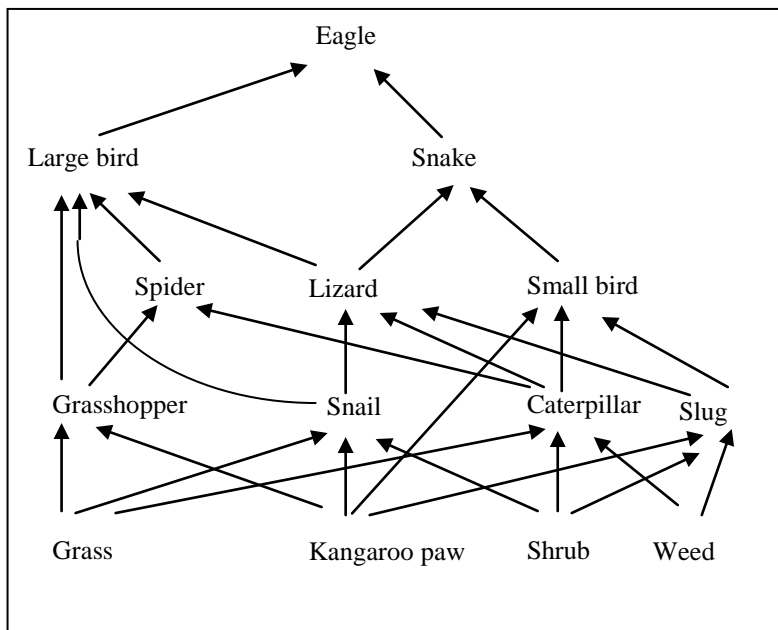 Eagle
Large bird Snake
Spider Lizard Small bird
Grasshopper Snail Caterpillar Slug
Grass Kangaroo paw Shrub Weed